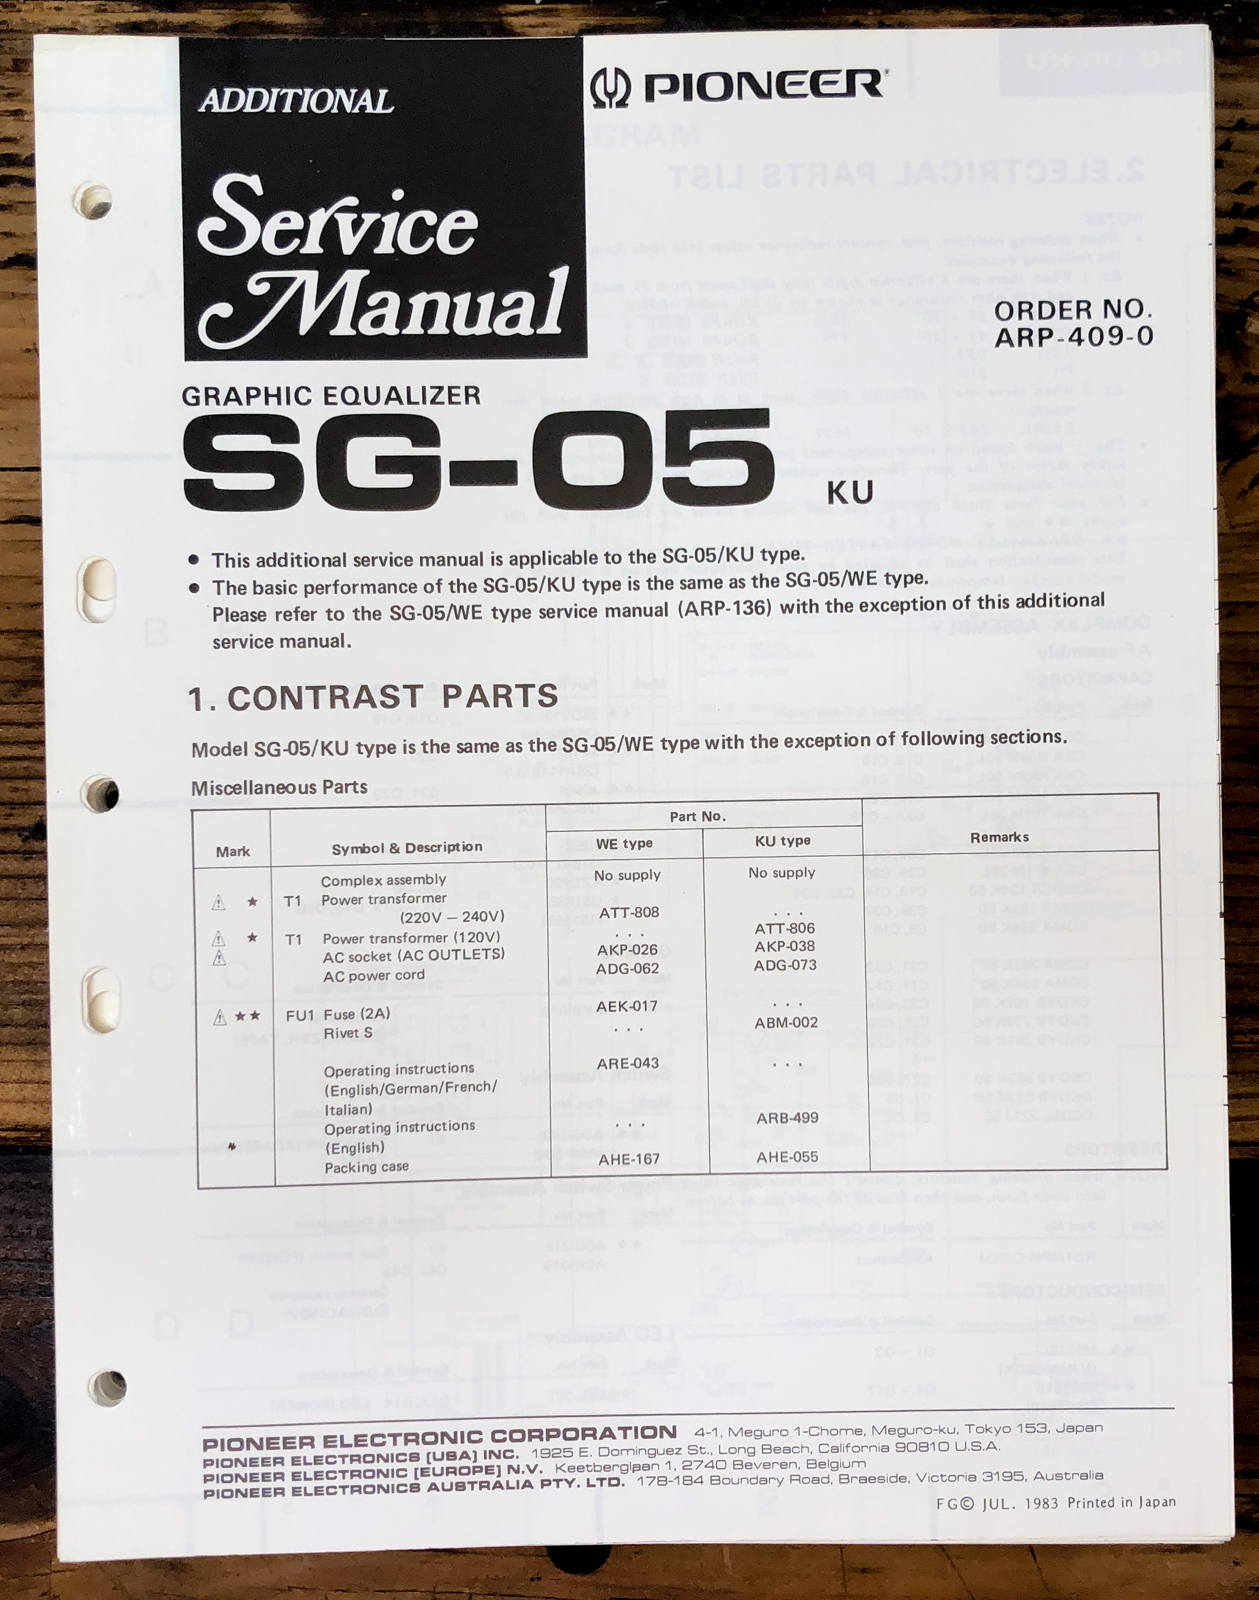 ADDITIONAL
Service
Manual
PIONEER®
ORDER NO.
ARP-409-0
GRAPHIC EQUALIZER
SG-05 KU
● This additional service manual is applicable to the SG-05/KU type.
● The basic performance of the SG-05/KU type is the same as the SG-05/WE type.
Please refer to the SG-05/WE type service manual (ARP-136) with the exception of this additional
service manual.
1. CONTRAST PARTS
Model SG-05/KU type is the same as the SG-05/WE type with the exception of following sections.
Miscellaneous Parts
Part No.
Mark Symbol & Description WE type KU type Remarks
Complex assembly No supply No supply
⚠ ★ T1 Power transformer
(220V – 240V) ATT-808 . . .
⚠ ★ T1 Power transformer (120V) . . . ATT-806
⚠ AC socket (AC OUTLETS) AKP-026 AKP-038
AC power cord ADG-062 ADG-073
⚠ ★★ FU1 Fuse (2A) AEK-017 . . .
Rivet S . . . ABM-002
Operating instructions ARE-043 . . .
(English/German/French/
Italian)
Operating instructions . . . ARB-499
(English)
Packing case AHE-167 AHE-055
PIONEER ELECTRONIC CORPORATION 4-1, Meguro 1-Chome, Meguro-ku, Tokyo 153, Japan
PIONEER ELECTRONICS [USA] INC. 1925 E. Dominguez St., Long Beach, California 90810 U.S.A.
PIONEER ELECTRONIC [EUROPE] N.V. Keetberglaan 1, 2740 Beveren, Belgium
PIONEER ELECTRONICS AUSTRALIA PTY. LTD. 178-184 Boundary Road, Braeside, Victoria 3195, Australia
FG© JUL. 1983 Printed in Japan